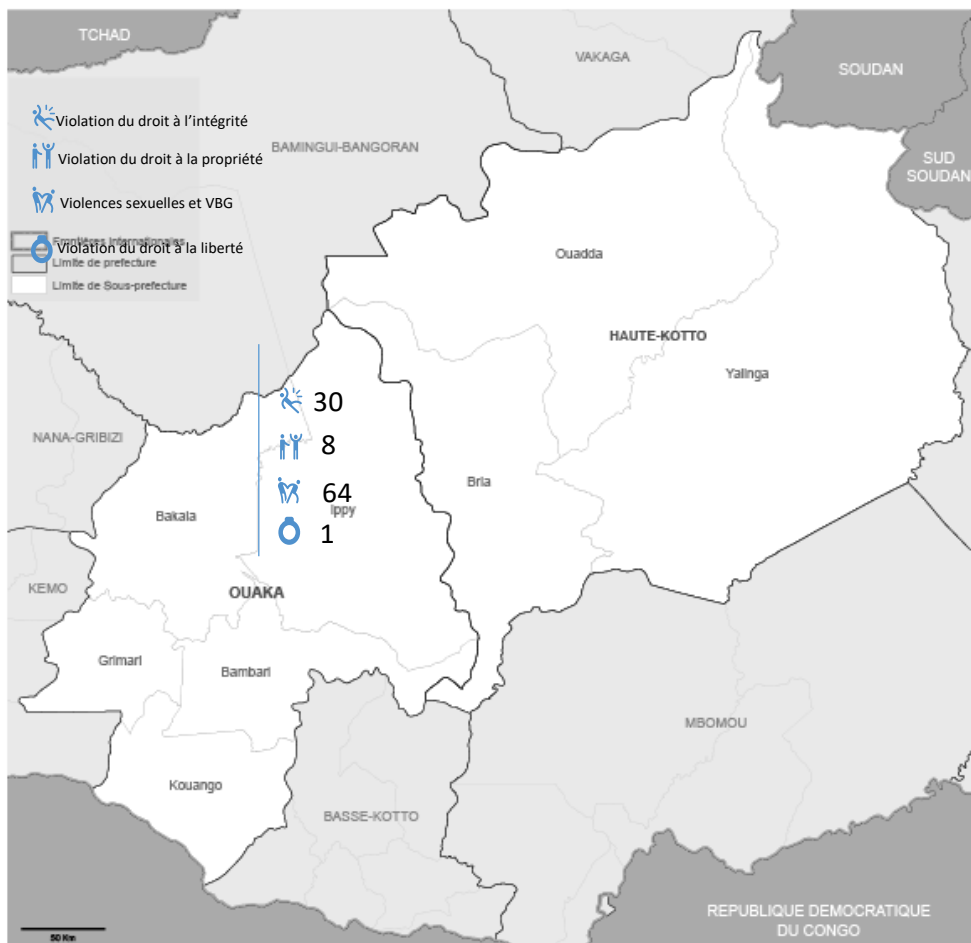 TCHAD
VAKAGA
SOUDAN
Violation du droit à l’intégrité
Violation du droit à la propriété
BAMINGUI-BANGORAN
SUD
SOUDAN
Violences sexuelles et VBG
Frontières Internationales
Violation du droit à la liberté
Limite de prefecture
Limite de Sous-prefecture
Ouadda
HAUTE-KOTTO
Yalinga
30
NANA-GRIBIZI
8
Bria
64
Ippy
Bakala
1
KEMO
OUAKA
Grimari
Bambari
MBOMOU
Kouango
BASSE-KOTTO
REPUBLIQUE DEMOCRATIQUE
DU CONGO
50 Km